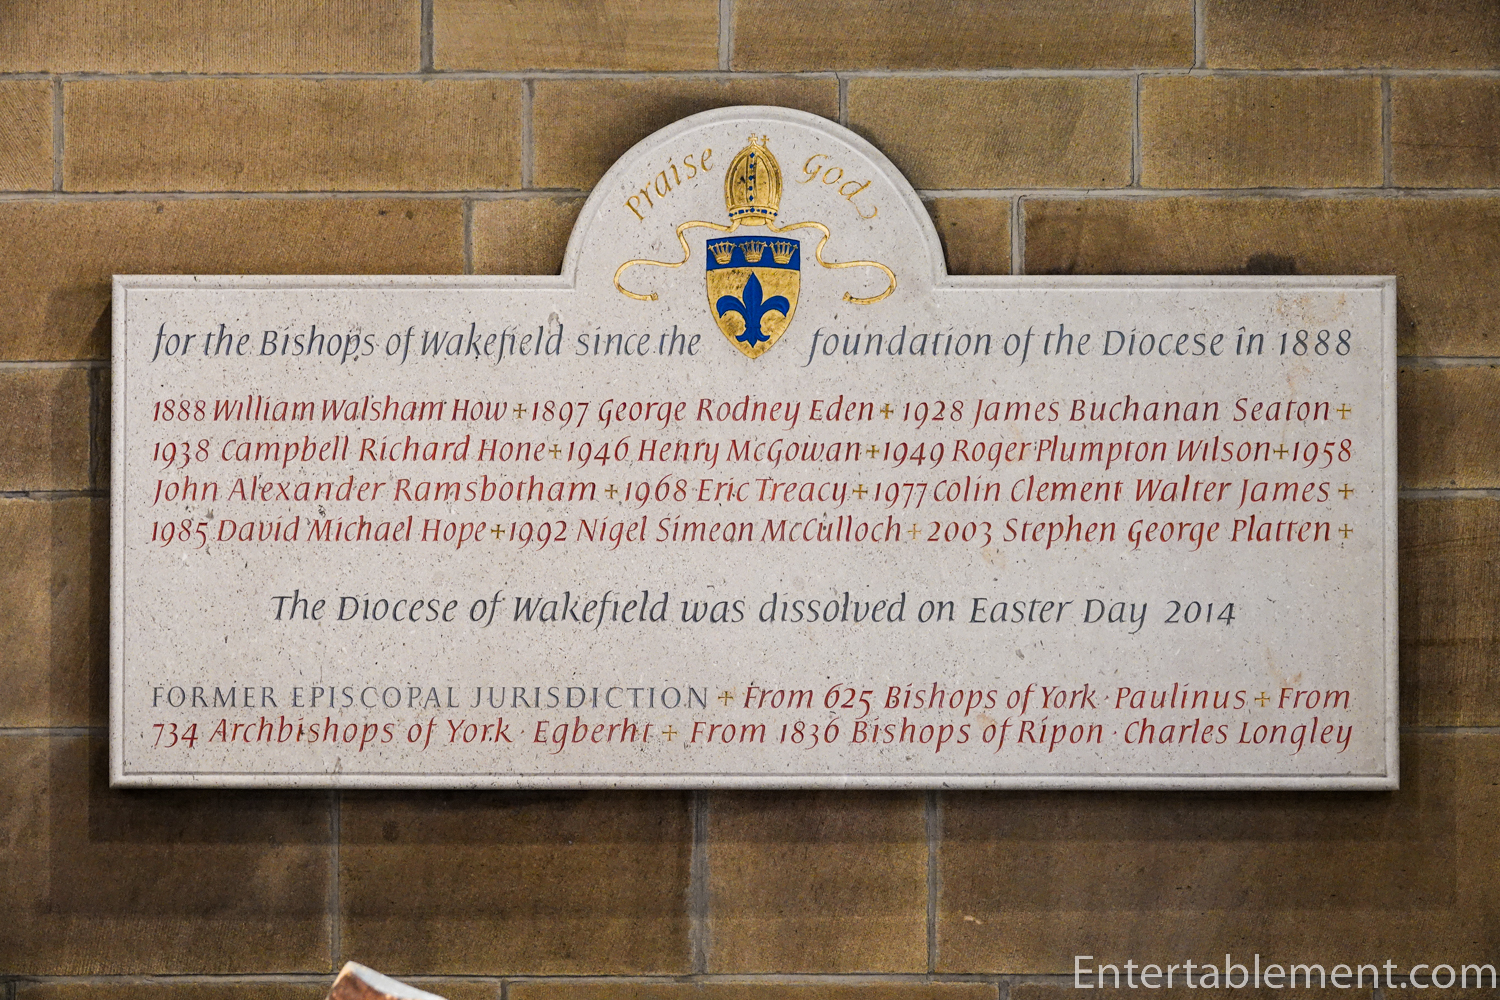 Praise God
for the Bishops of Wakefield since the foundation of the Diocese in 1888
1888 William Walsham How + 1897 George Rodney Eden + 1928 James Buchanan Seaton +
1938 Campbell Richard Hone + 1946 Henry McGowan + 1949 Roger Plumpton Wilson + 1958
John Alexander Ramsbotham + 1968 Eric Treacy + 1977 Colin Clement Walter James +
1985 David Michael Hope + 1992 Nigel Simeon McCulloch + 2003 Stephen George Platten +
The Diocese of Wakefield was dissolved on Easter Day 2014
FORMER EPISCOPAL JURISDICTION + From 625 Bishops of York · Paulinus + From
734 Archbishops of York · Egberht + From 1836 Bishops of Ripon · Charles Longley
Entertablement.com